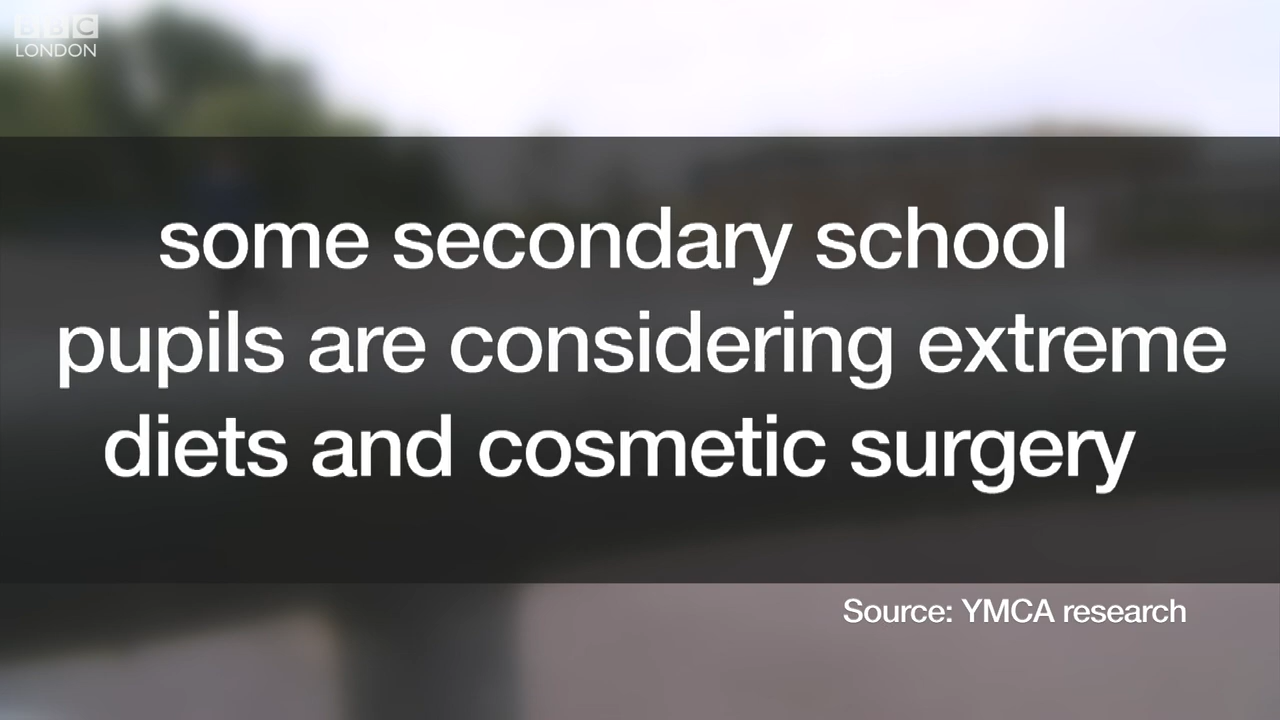 BBC
LONDON
some secondary school
pupils are considering extreme
diets and cosmetic surgery
Source: YMCA research